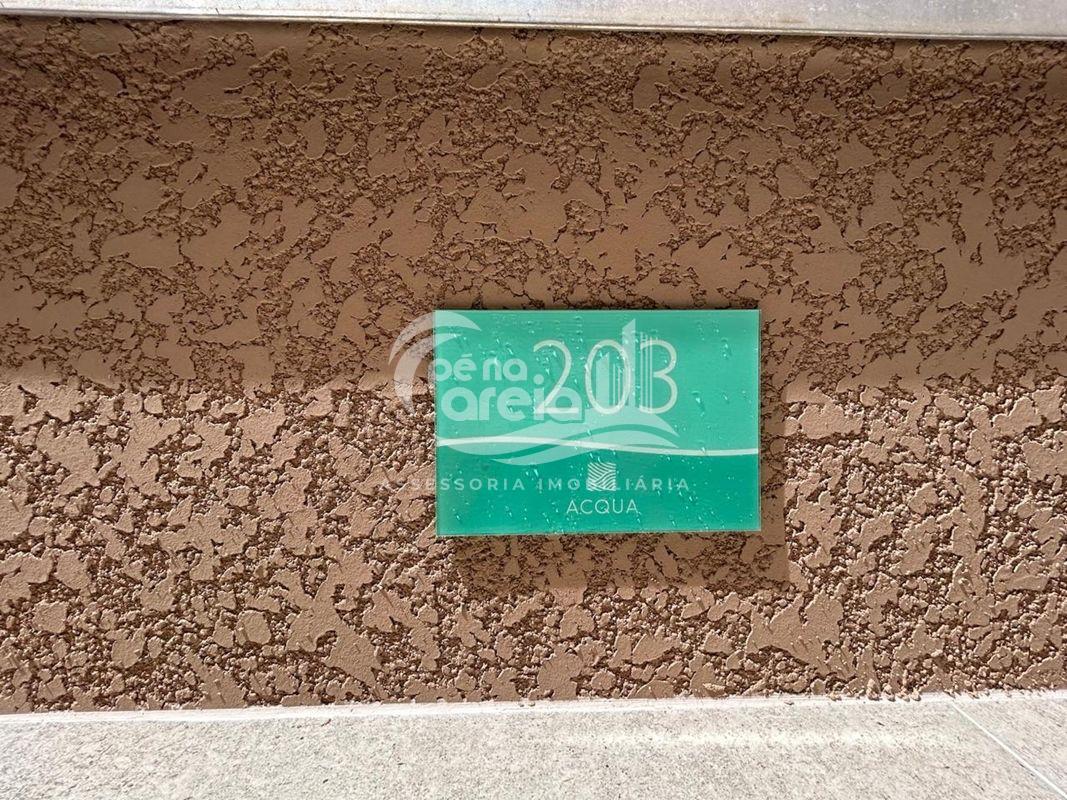 203
ACQUA
pé na
areia
ASSESSORIA IMOBILIÁRIA